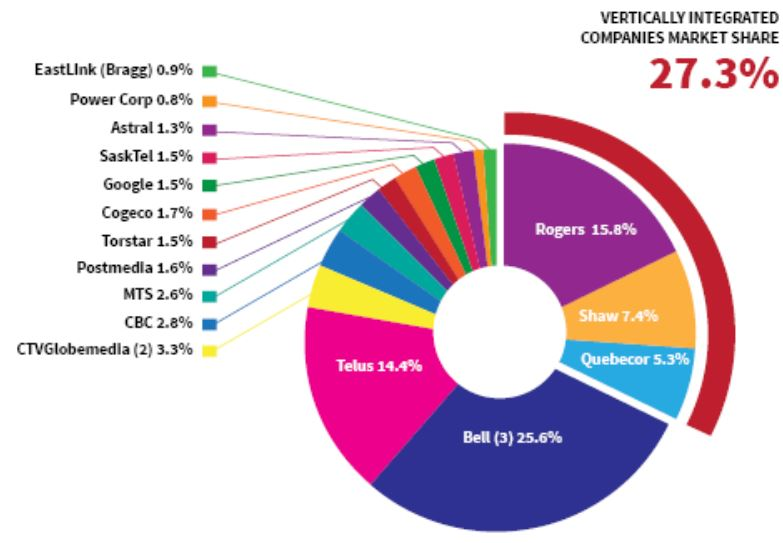 VERTICALLY INTEGRATED
COMPANIES MARKET SHARE
27.3%
EastLInk (Bragg) 0.9%
Power Corp 0.8%
Astral 1.3%
SaskTel 1.5%
Google 1.5%
Cogeco 1.7%
Torstar 1.5%
Postmedia 1.6%
MTS 2.6%
CBC 2.8%
CTVGlobemedia (2) 3.3%
Rogers 15.8%
Shaw 7.4%
Quebecor 5.3%
Telus 14.4%
Bell (3) 25.6%